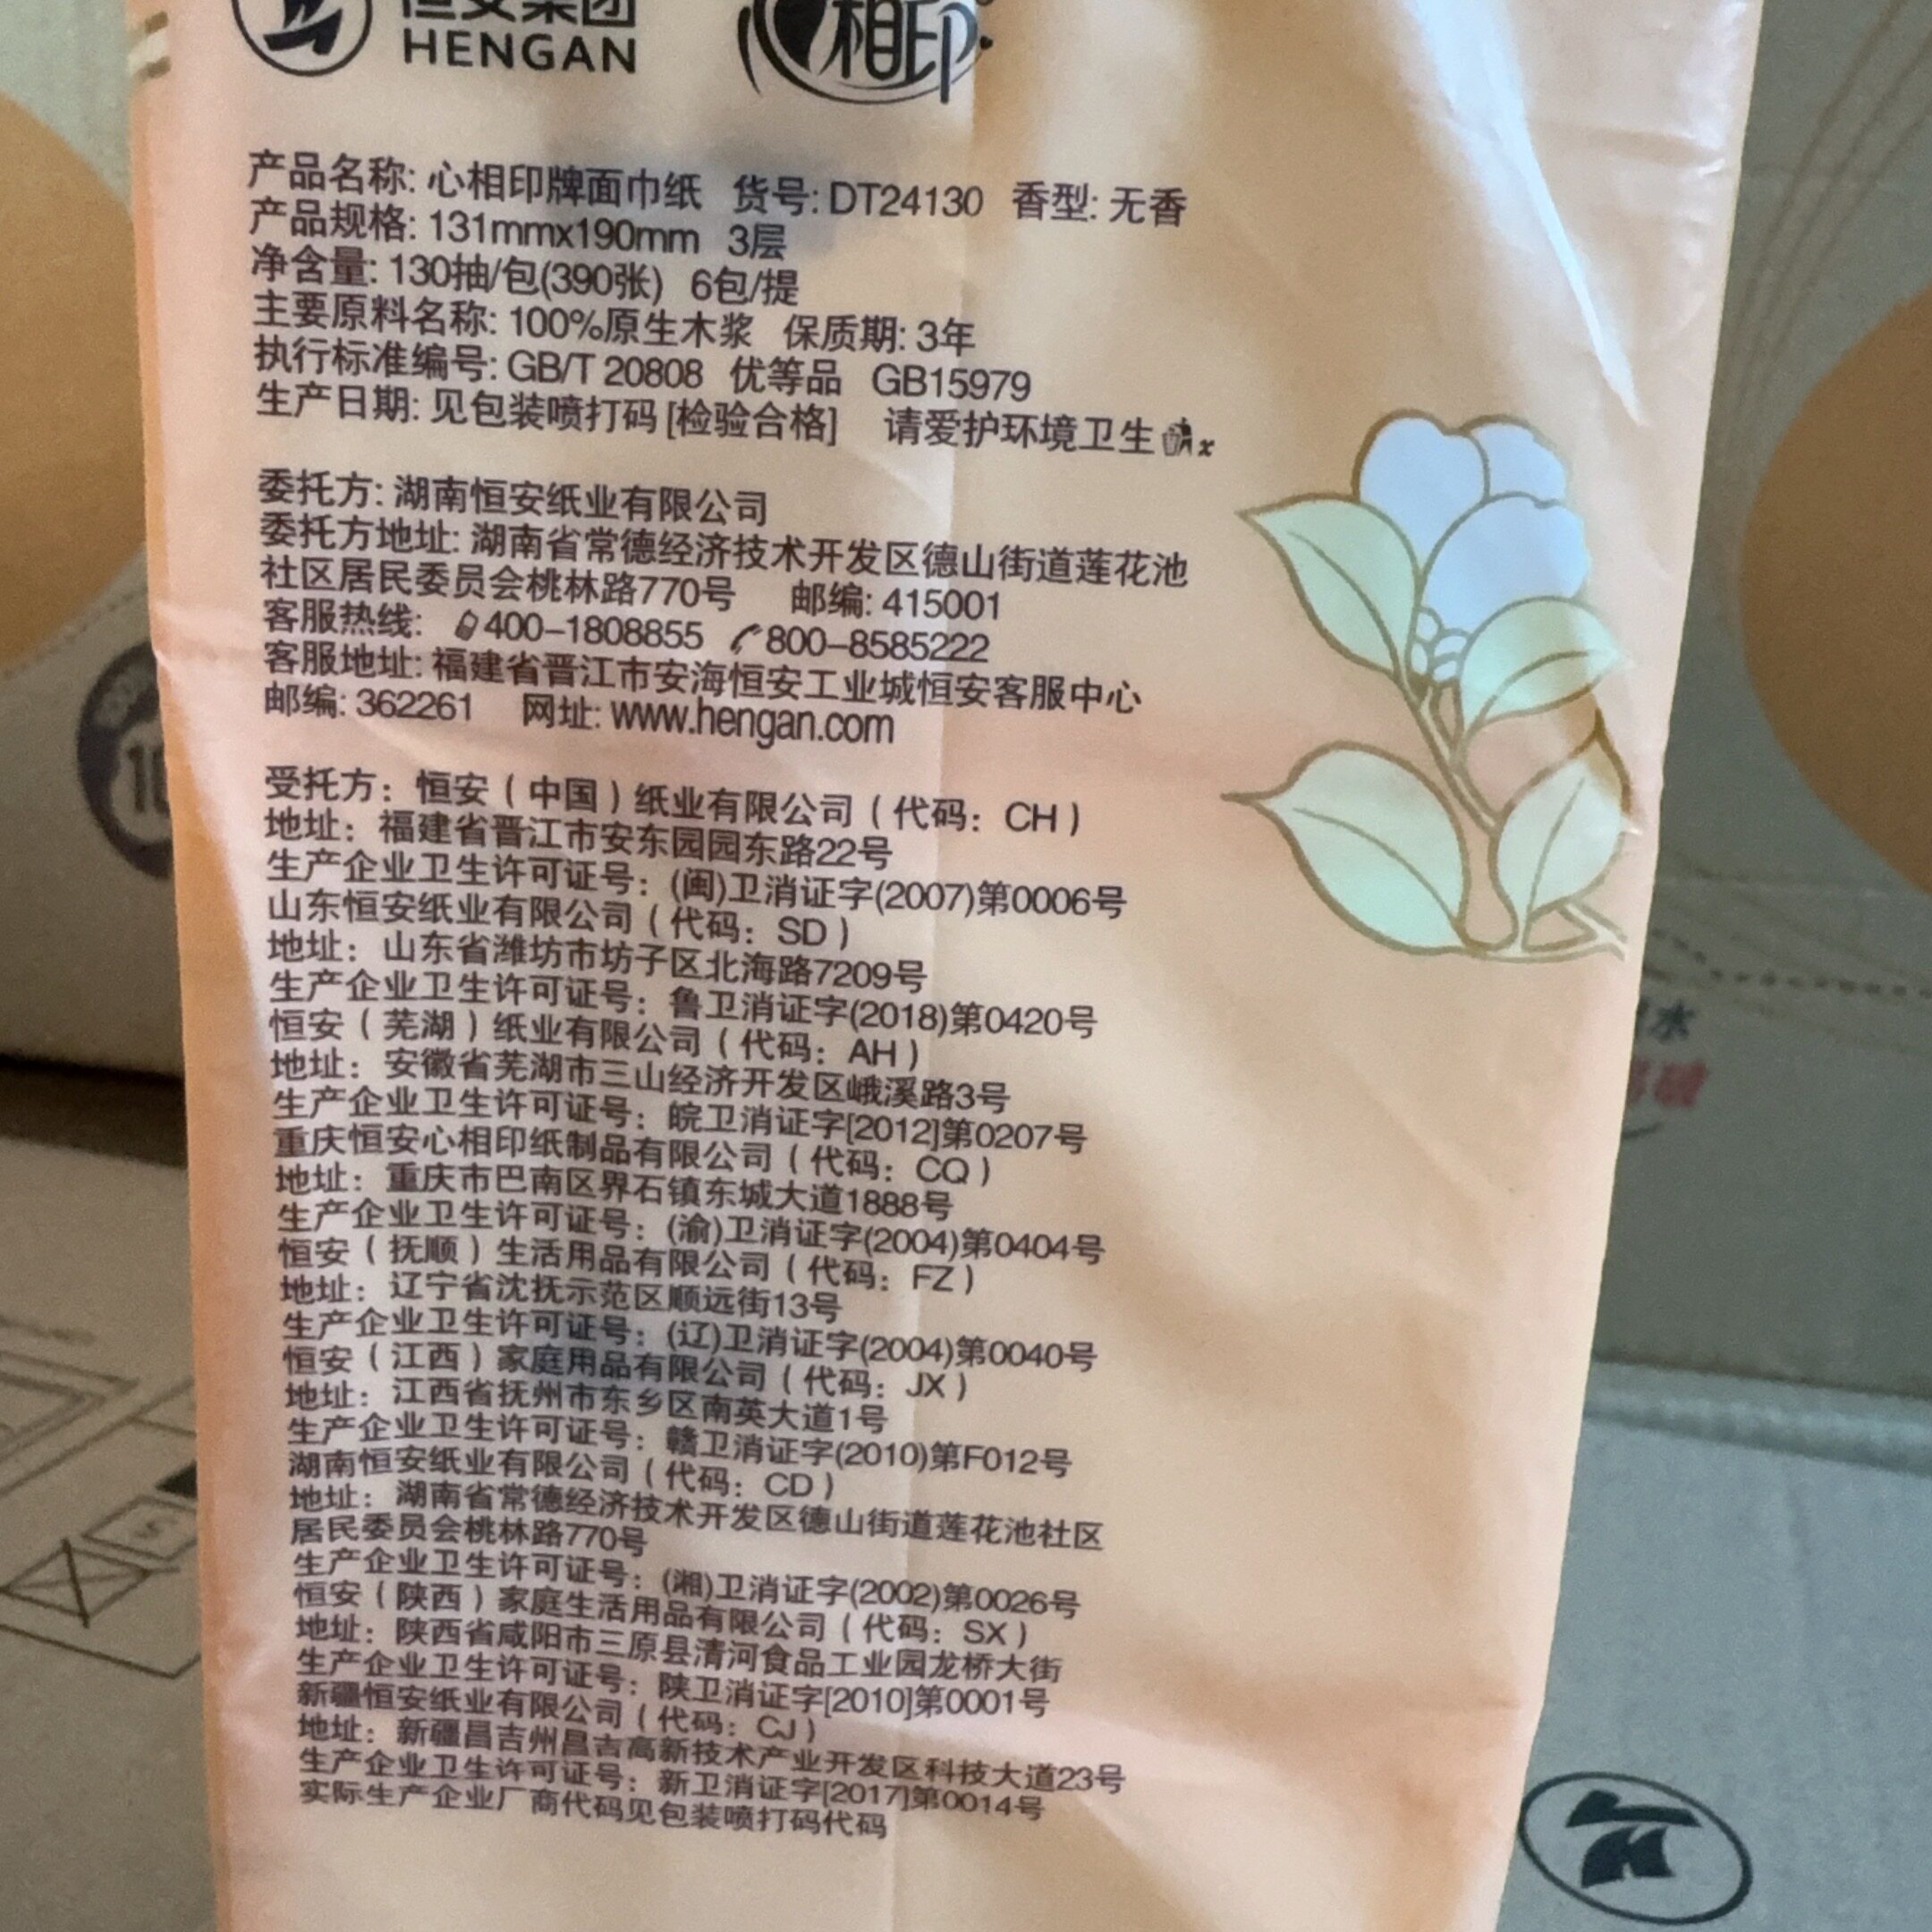 恒安集团
HENGAN
相印
产品名称: 心相印牌面巾纸 货号: DT24130 香型: 无香
产品规格: 131mmx190mm 3层
净含量: 130抽/包(390张) 6包/提
主要原料名称: 100%原生木浆 保质期: 3年
执行标准编号: GB/T 20808 优等品 GB15979
生产日期: 见包装喷打码 [检验合格] 请爱护环境卫生
委托方: 湖南恒安纸业有限公司
委托方地址: 湖南省常德经济技术开发区德山街道莲花池
社区居民委员会桃林路770号 邮编: 415001
客服热线: 400-1808855 800-8585222
客服地址: 福建省晋江市安海恒安工业城恒安客服中心
邮编: 362261 网址: www.hengan.com
受托方：恒安（中国）纸业有限公司（代码：CH）
地址：福建省晋江市安东园园东路22号
生产企业卫生许可证号：(闽)卫消证字(2007)第0006号
山东恒安纸业有限公司（代码：SD）
地址：山东省潍坊市坊子区北海路7209号
生产企业卫生许可证号：鲁卫消证字(2018)第0420号
恒安（芜湖）纸业有限公司（代码：AH）
地址：安徽省芜湖市三山经济开发区峨溪路3号
生产企业卫生许可证号：皖卫消证字[2012]第0207号
重庆恒安心相印纸制品有限公司（代码：CQ）
地址：重庆市巴南区界石镇东城大道1888号
生产企业卫生许可证号：(渝)卫消证字(2004)第0404号
恒安（抚顺）生活用品有限公司（代码：FZ）
地址：辽宁省沈抚示范区顺远街13号
生产企业卫生许可证号：(辽)卫消证字(2004)第0040号
恒安（江西）家庭用品有限公司（代码：JX）
地址：江西省抚州市东乡区南英大道1号
生产企业卫生许可证号：赣卫消证字(2010)第F012号
湖南恒安纸业有限公司（代码：CD）
地址：湖南省常德经济技术开发区德山街道莲花池社区
居民委员会桃林路770号
生产企业卫生许可证号：(湘)卫消证字(2002)第0026号
恒安（陕西）家庭生活用品有限公司（代码：SX）
地址：陕西省咸阳市三原县清河食品工业园龙桥大街
生产企业卫生许可证号：陕卫消证字[2010]第0001号
新疆恒安纸业有限公司（代码：CJ）
地址：新疆昌吉州昌吉高新技术产业开发区科技大道23号
生产企业卫生许可证号：新卫消证字[2017]第0014号
实际生产企业厂商代码见包装喷打码代码
水